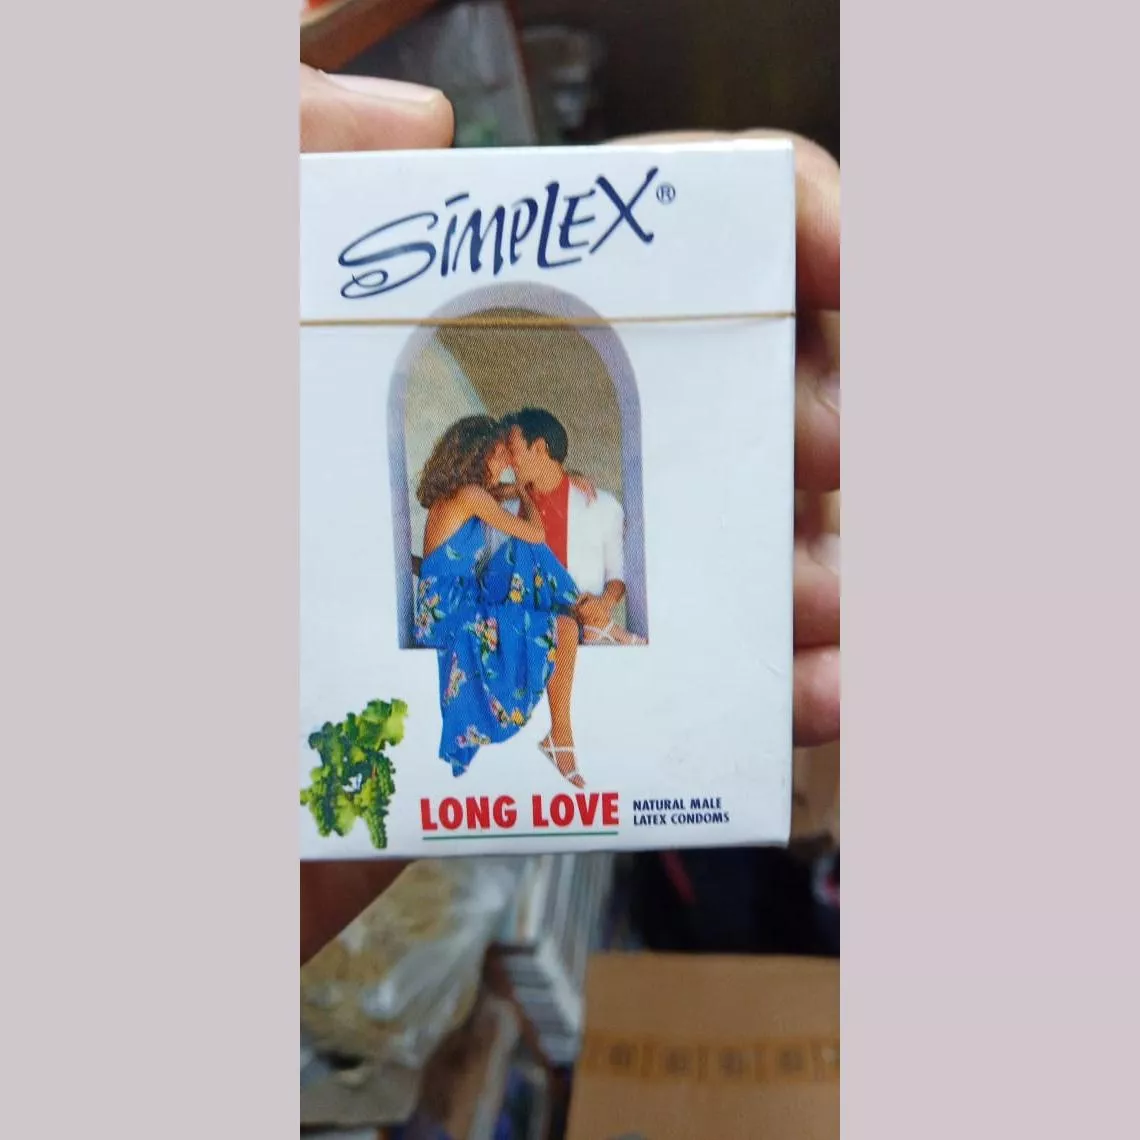 SIMPLEX®
LONG LOVE
NATURAL MALE
LATEX CONDOMS